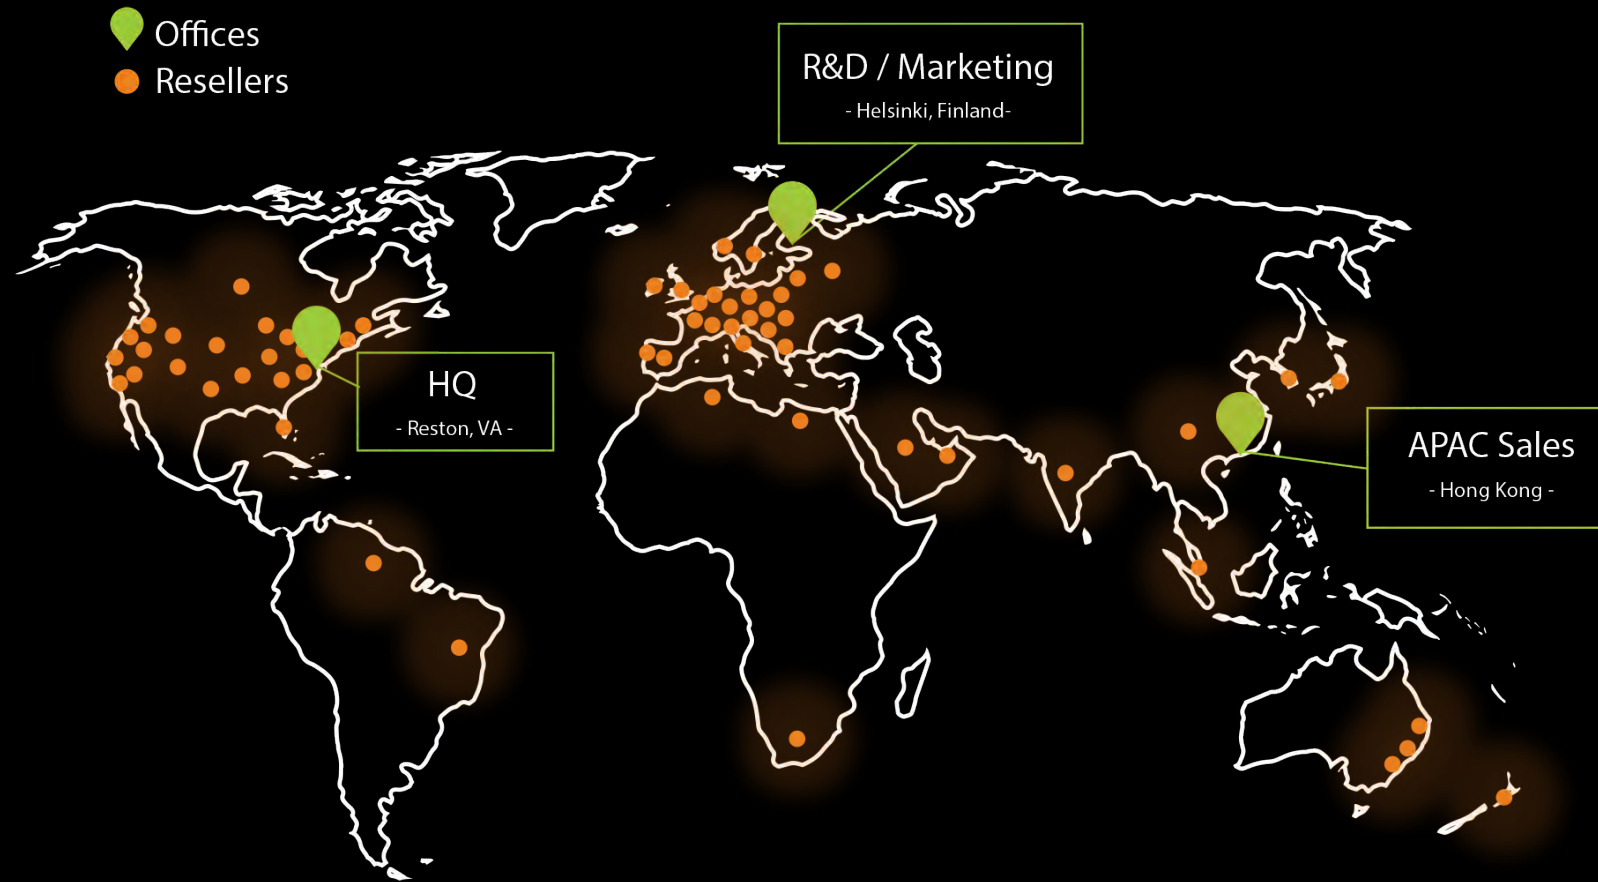 Offices
Resellers
R&D / Marketing
- Helsinki, Finland-
HQ
- Reston, VA -
APAC Sales
- Hong Kong -